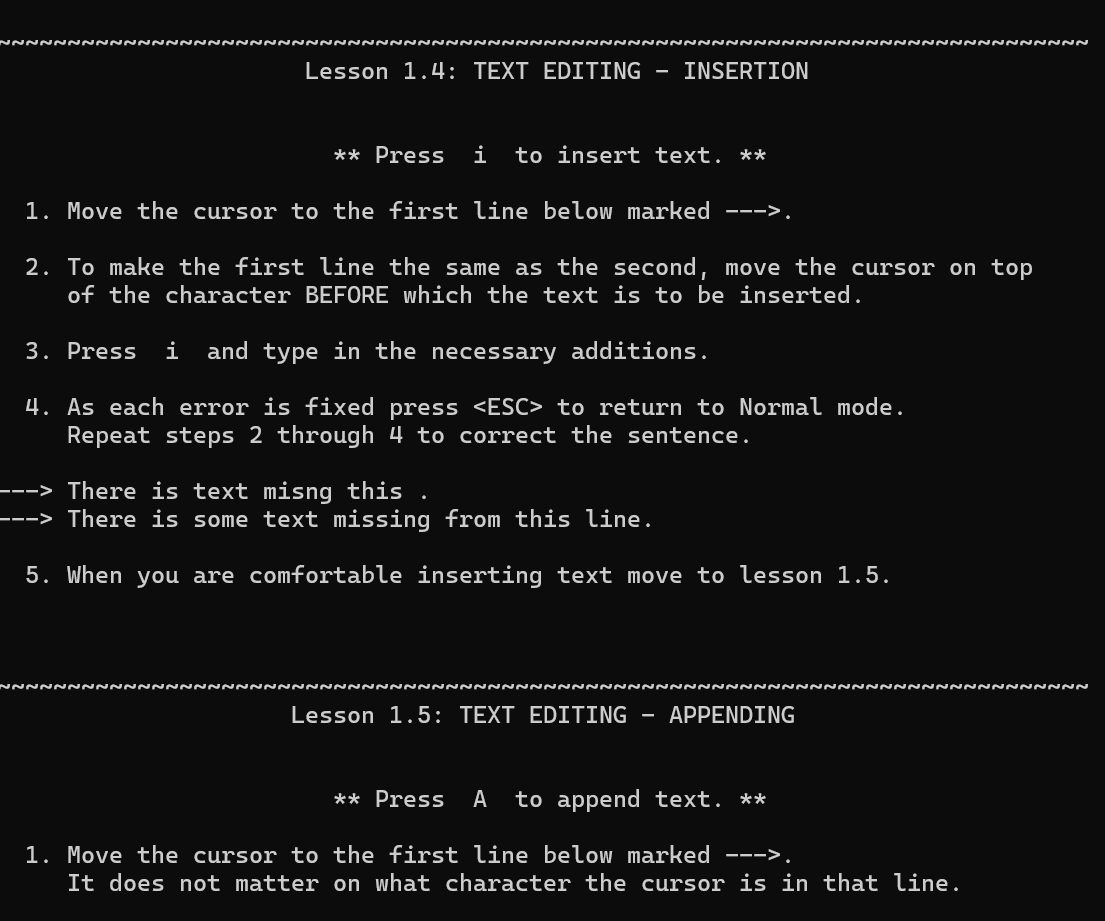 ~~~~~~~~~~~~~~~~~~~~~~~~~~~~~~~~~~~~~~~~~~~~~~~~~~~~~~~~~~~~~~~~~~~~~~~~~~~~~~
Lesson 1.4: TEXT EDITING - INSERTION
** Press  i  to insert text. **
1. Move the cursor to the first line below marked --->.
2. To make the first line the same as the second, move the cursor on top
of the character BEFORE which the text is to be inserted.
3. Press  i  and type in the necessary additions.
4. As each error is fixed press <ESC> to return to Normal mode.
Repeat steps 2 through 4 to correct the sentence.
---> There is text misng this .
---> There is some text missing from this line.
5. When you are comfortable inserting text move to lesson 1.5.
~~~~~~~~~~~~~~~~~~~~~~~~~~~~~~~~~~~~~~~~~~~~~~~~~~~~~~~~~~~~~~~~~~~~~~~~~~~~~~
Lesson 1.5: TEXT EDITING - APPENDING
** Press  A  to append text. **
1. Move the cursor to the first line below marked --->.
It does not matter on what character the cursor is in that line.